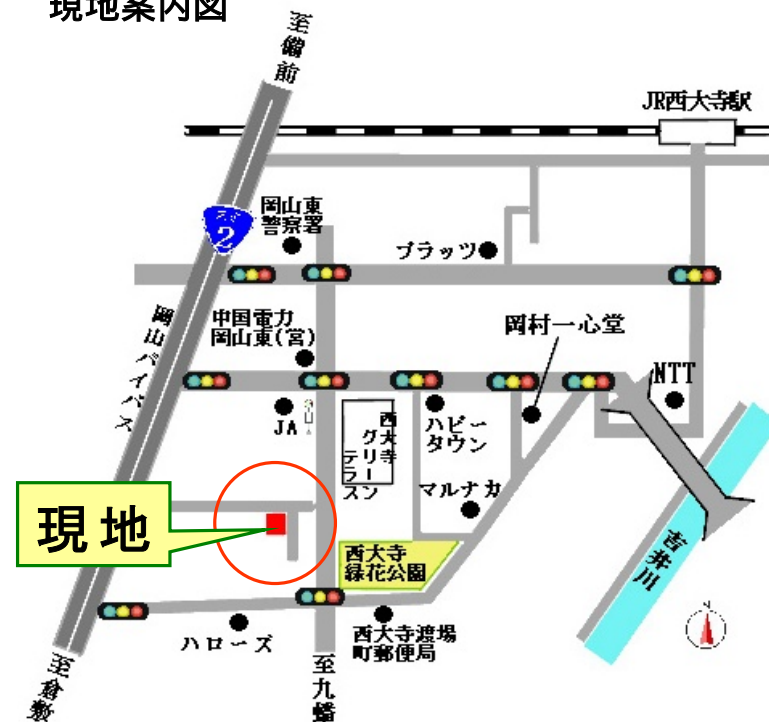 現地案内図
至備前
JR西大寺駅
2
岡山東
警察署
プラッツ
岡山バイパス
中国電力
岡山東(営)
岡村一心堂
NTT
JA
西大寺
グリーン
テラス
ハピー
タウン
マルナカ
現地
西大寺
緑花公園
吉井川
ハローズ
西大寺渡場
町郵便局
至倉敷
至九蟠